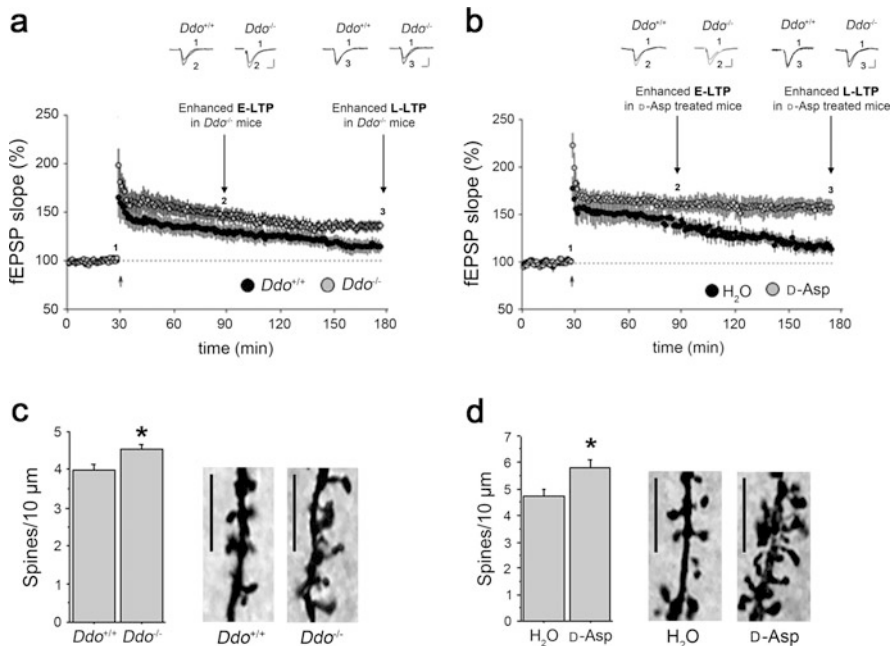 a
Ddo+/+ Ddo-/- Ddo+/+ Ddo-/-
1 1 1 1
2 2 3 3
Enhanced E-LTP
in Ddo-/- mice
Enhanced L-LTP
in Ddo-/- mice
fEPSP slope (%)
250
200
150
100
50
1
2
3
Ddo+/+ Ddo-/-
0 30 60 90 120 150 180
time (min)
b
Ddo+/+ Ddo-/- Ddo+/+ Ddo-/-
1 1 1 1
2 2 3 3
Enhanced E-LTP
in D-Asp treated mice
Enhanced L-LTP
in D-Asp treated mice
fEPSP slope (%)
250
200
150
100
50
1
2
3
H2O D-Asp
0 30 60 90 120 150 180
time (min)
c
Spines/10 μm
5
4
3
2
1
0
*
Ddo+/+ Ddo-/-
Ddo+/+ Ddo-/-
d
Spines/10 μm
7
6
5
4
3
2
1
0
*
H2O D-Asp
H2O D-Asp